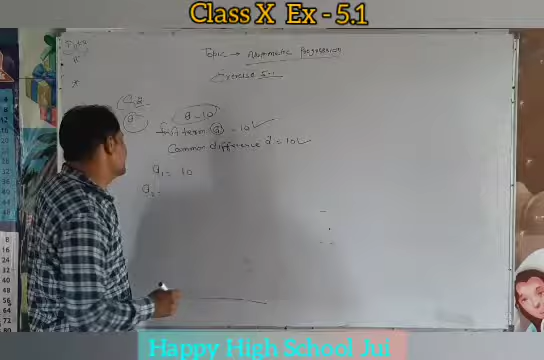 Class X Ex - 5.1
Topic → Arithmetic Progression
Exercise 5.1
a = 10
first term (a) = 10 ✓
Common difference d = 10 ✓
a₁ = 10
a₂ =
Happy High School Jui